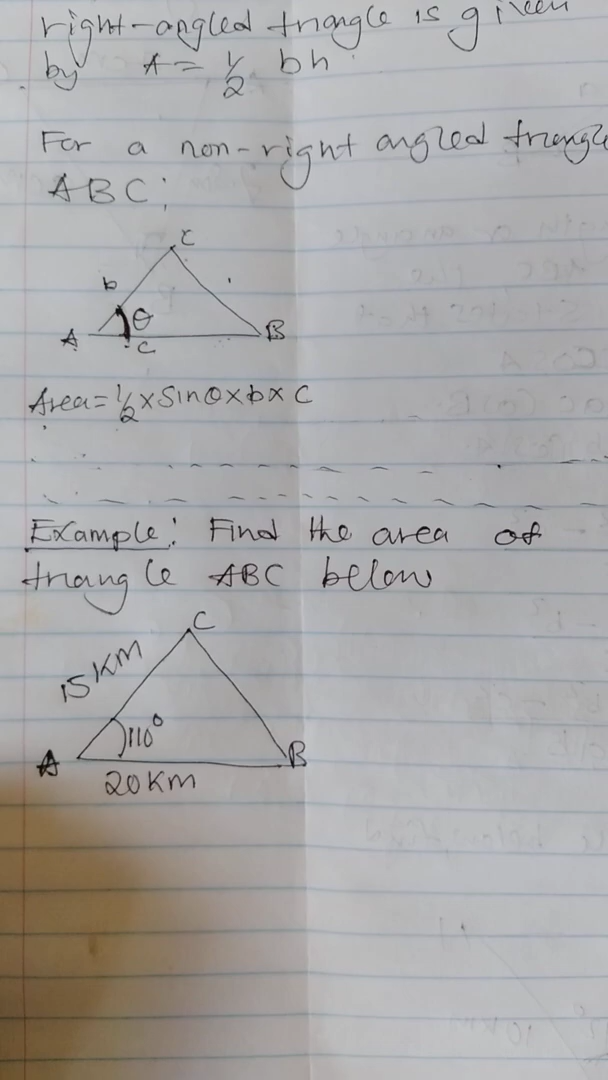 right-angled triangle is given
by A = ½ bh
For a non-right angled triangle
ABC;
C
b
θ
A
C
B
Area = ½ × Sinθ × b × C
Example: Find the area of
triangle ABC below
C
15 KM
110°
A
B
20 KM